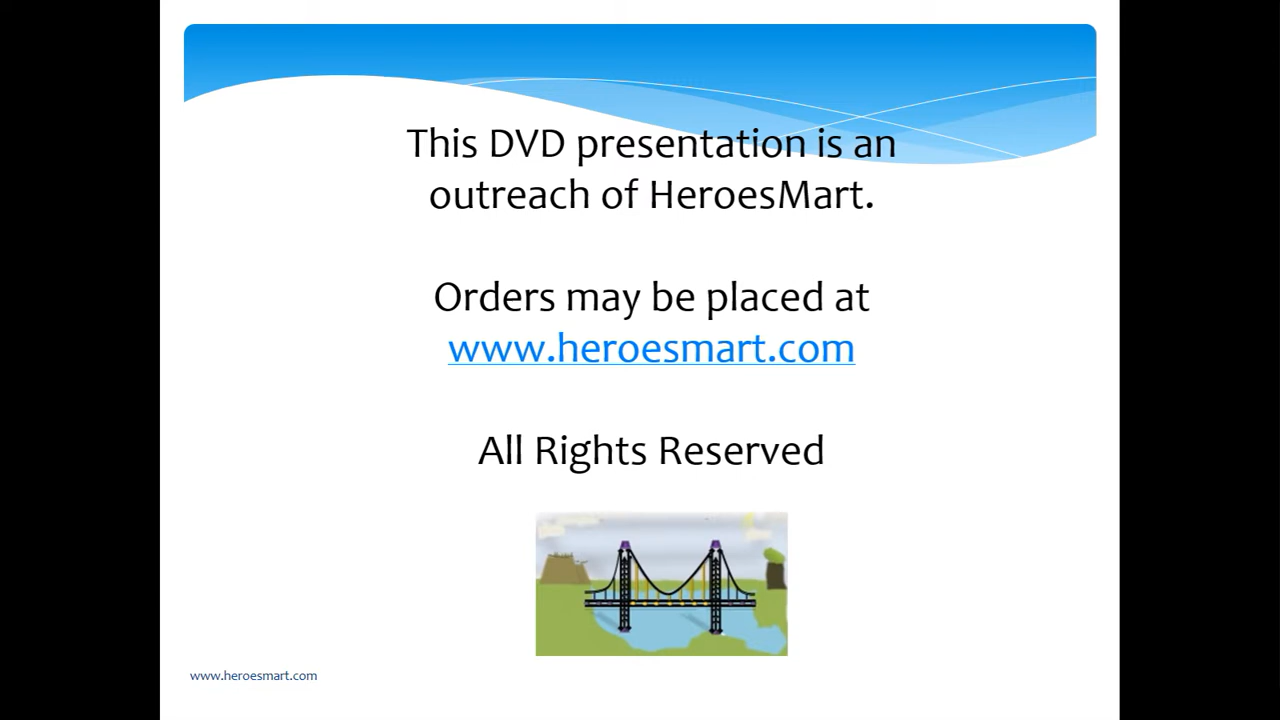 This DVD presentation is an
outreach of HeroesMart.
Orders may be placed at
www.heroesmart.com
All Rights Reserved
www.heroesmart.com